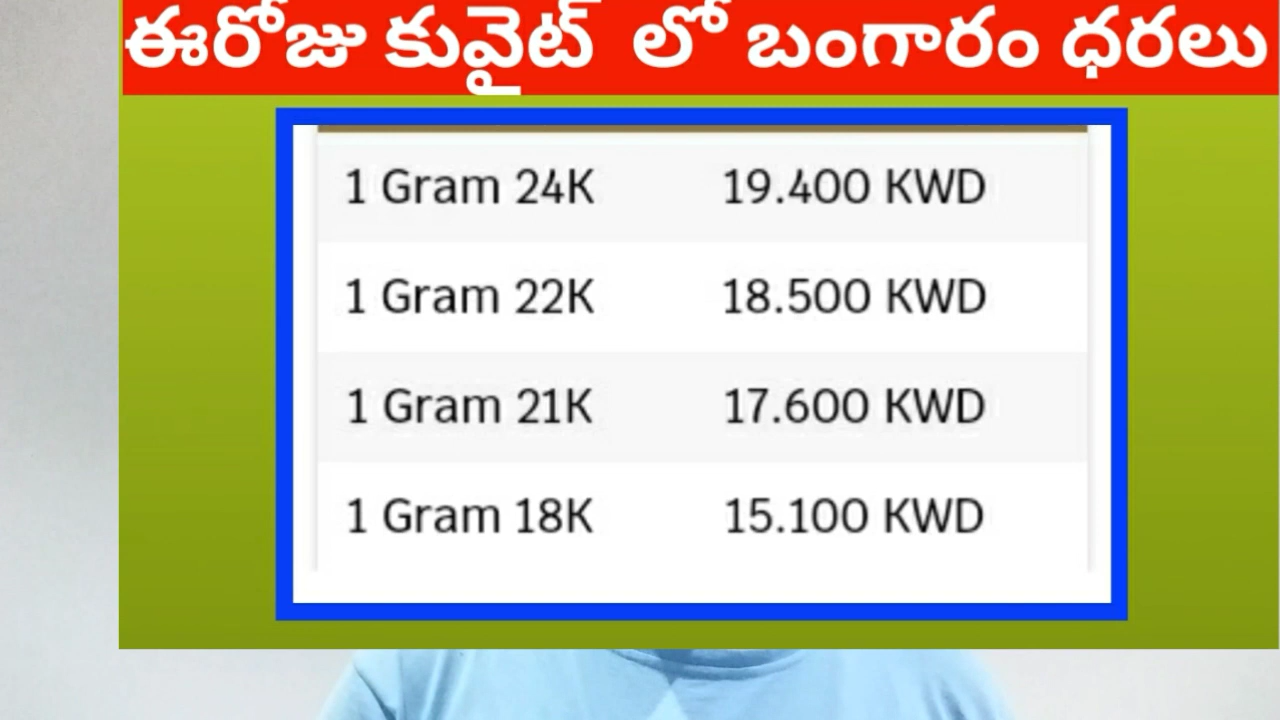 ఈరోజు కువైట్ లో బంగారం ధరలు
1 Gram 24K 19.400 KWD
1 Gram 22K 18.500 KWD
1 Gram 21K 17.600 KWD
1 Gram 18K 15.100 KWD